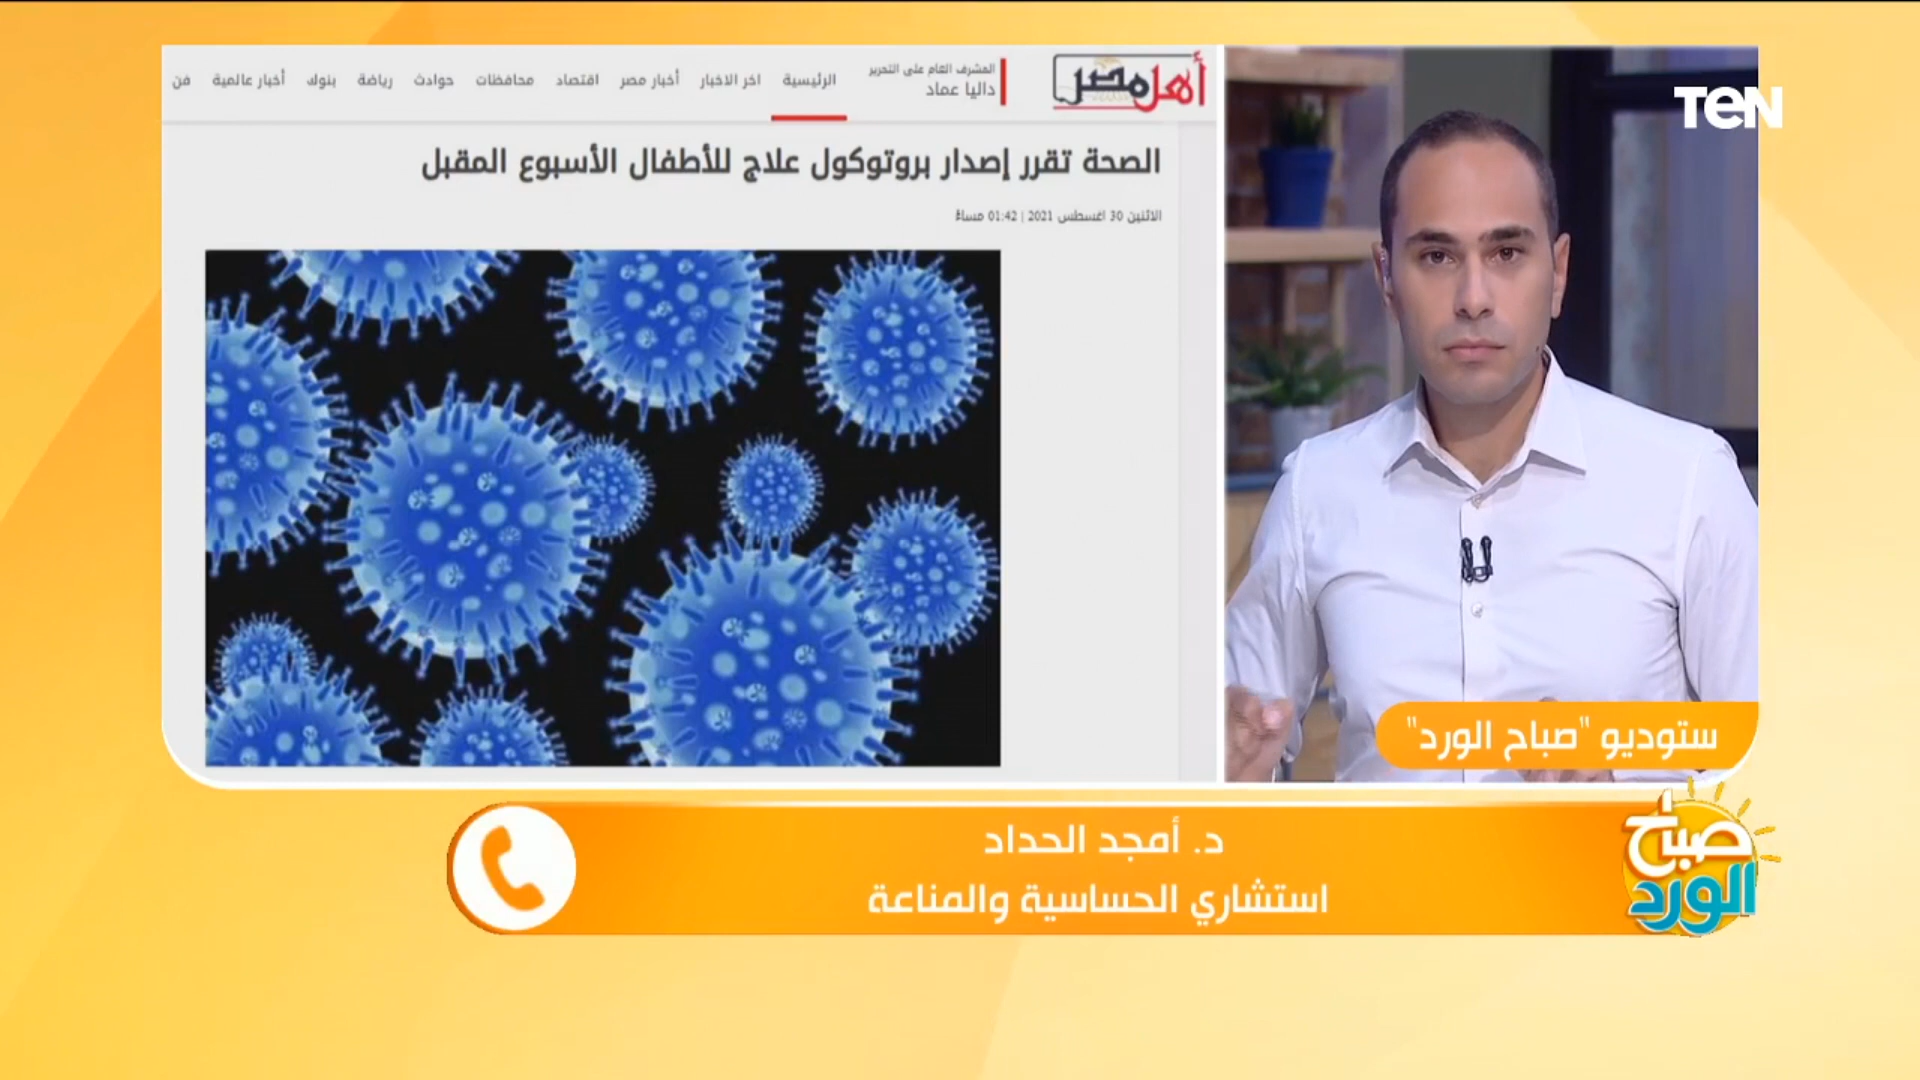 TeN
أهل مصر
المشرف العام على التحرير
داليا عماد
الرئيسية اخر الاخبار أخبار مصر اقتصاد محافظات حوادث رياضة بنوك أخبار عالمية فن
الصحة تقرر إصدار بروتوكول علاج للأطفال الأسبوع المقبل
الاثنين 30 اغسطس 2021 | 01:42 مساءً
ستوديو "صباح الورد"
د. أمجد الحداد
استشاري الحساسية والمناعة
صباح
الورد